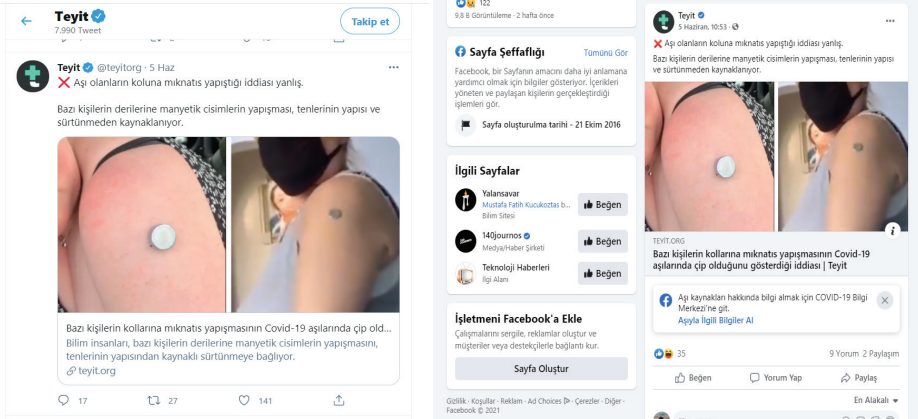 Teyit
7.990 Tweet
Takip et
Teyit @teyitorg · 5 Haz
❌ Aşı olanların koluna mıknatıs yapıştığı iddiası yanlış.
Bazı kişilerin derilerine manyetik cisimlerin yapışması, tenlerinin yapısı ve
sürtünmeden kaynaklanıyor.
Bazı kişilerin kollarına mıknatıs yapışmasının Covid-19 aşılarında çip old...
Bilim insanları, bazı kişilerin derilerine manyetik cisimlerin yapışmasını,
tenlerinin yapısından kaynaklı sürtünmeye bağlıyor.
teyit.org
17
27
141
122
9,8 B Görüntüleme · 2 hafta önce
Sayfa Şeffaflığı
Tümünü Gör
Facebook, bir Sayfanın amacını daha iyi anlamana
yardımcı olmak için bilgiler gösteriyor. İçerikleri
yöneten ve paylaşan kişilerin gerçekleştirdiği
işlemleri gör.
Sayfa oluşturulma tarihi - 21 Ekim 2016
İlgili Sayfalar
Yalansavar
Mustafa Fatih Kucukoztas b...
Bilim Sitesi
Beğen
140journos
Medya/Haber Şirketi
Beğen
Teknoloji Haberleri
İlgi Alanı
Beğen
İşletmeni Facebook'a Ekle
Çalışmalarını sergile, reklamlar oluştur ve
müşteriler veya destekçilerle bağlantı kur.
Sayfa Oluştur
Gizlilik · Koşullar · Reklam · Ad Choices · Çerezler · Diğer ·
Facebook © 2021
Teyit
5 Haziran, 10:53 ·
❌ Aşı olanların koluna mıknatıs yapıştığı iddiası yanlış.
Bazı kişilerin derilerine manyetik cisimlerin yapışması, tenlerinin yapısı
ve sürtünmeden kaynaklanıyor.
TEYİT.ORG
Bazı kişilerin kollarına mıknatıs yapışmasının Covid-19
aşılarında çip olduğunu gösterdiği iddiası | Teyit
Aşı kaynakları hakkında bilgi almak için COVID-19 Bilgi
Merkezi'ne git.
Aşıyla İlgili Bilgiler Al
35
9 Yorum 2 Paylaşım
Beğen
Yorum Yap
Paylaş
En Alakalı